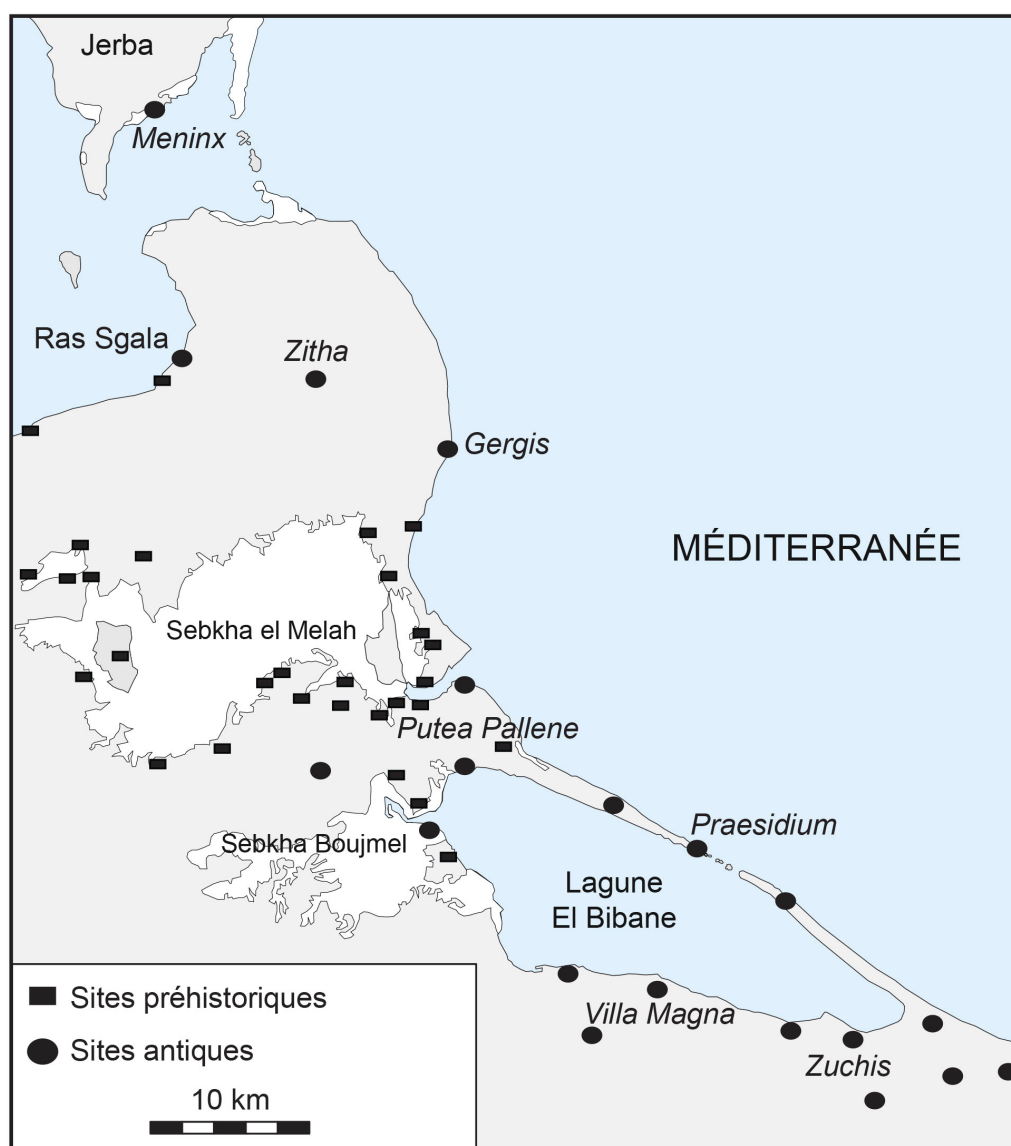 Jerba
Meninx
Ras Sgala
Zitha
Gergis
MÉDITERRANÉE
Sebkha el Melah
Putea Pallene
Praesidium
Sebkha Boujmel
Lagune
El Bibane
Villa Magna
Zuchis
Sites préhistoriques
Sites antiques
10 km